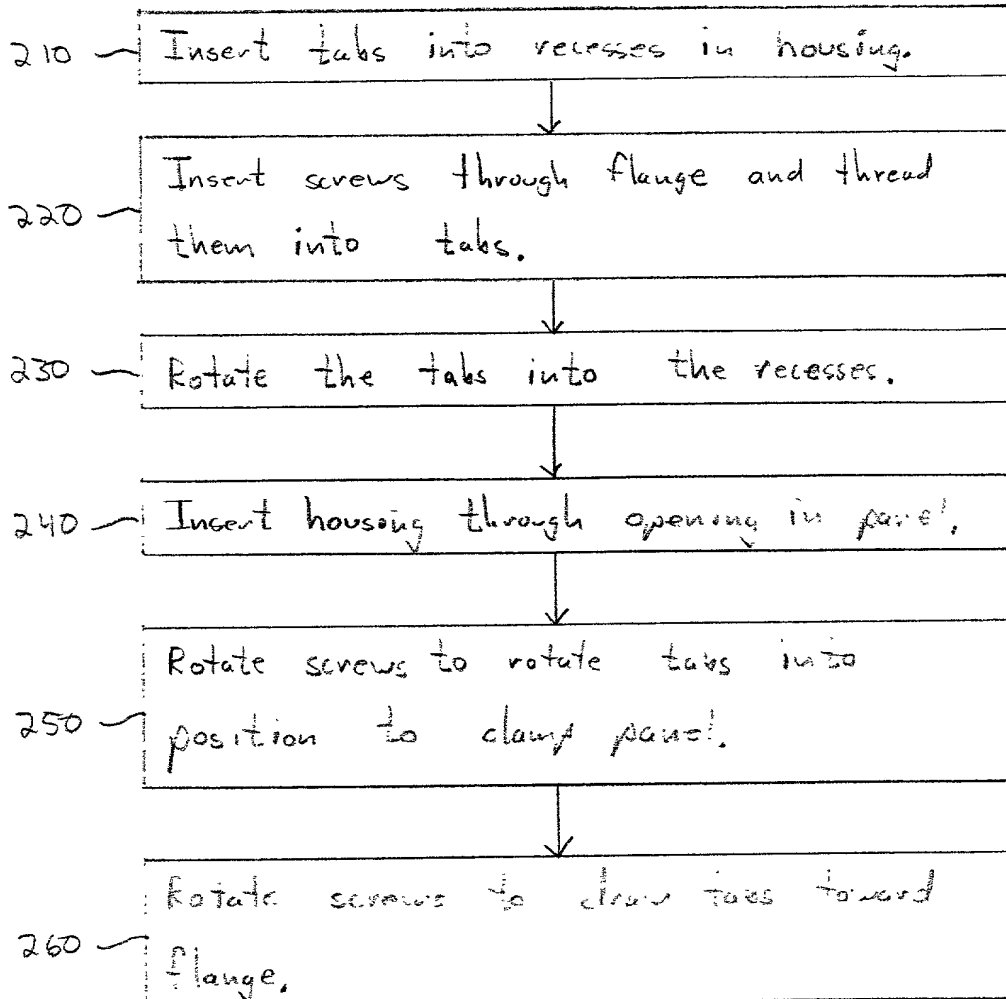 210 Insert tabs into recesses in housing.
Insert screws through flange and thread
220
them into tabs.
230 Rotate the tabs into the recesses.
240 Insert housing through opening in panel.
Rotate screws to rotate tabs into
250
position to clamp panel.
Rotate screws to draw tabs toward
260
flange.